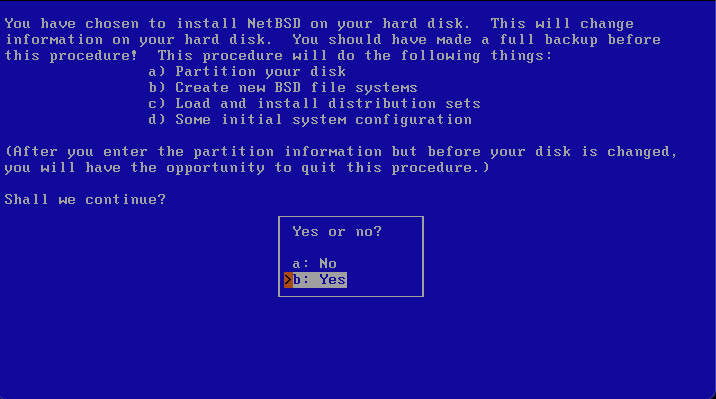 You have chosen to install NetBSD on your hard disk.  This will change
information on your hard disk.  You should have made a full backup before
this procedure!  This procedure will do the following things:
a) Partition your disk
b) Create new BSD file systems
c) Load and install distribution sets
d) Some initial system configuration
(After you enter the partition information but before your disk is changed,
you will have the opportunity to quit this procedure.)
Shall we continue?
Yes or no?
a: No
>b: Yes